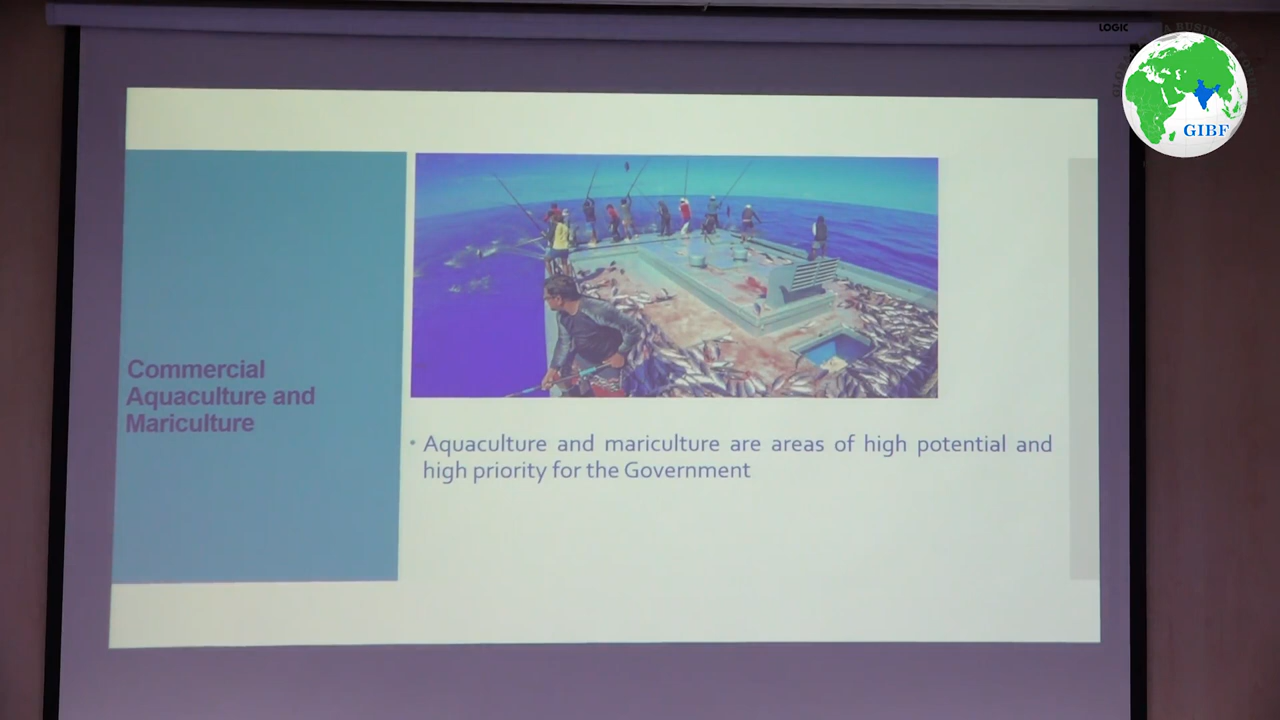 LOGIC
GIBF
Commercial
Aquaculture and
Mariculture
• Aquaculture and mariculture are areas of high potential and
high priority for the Government